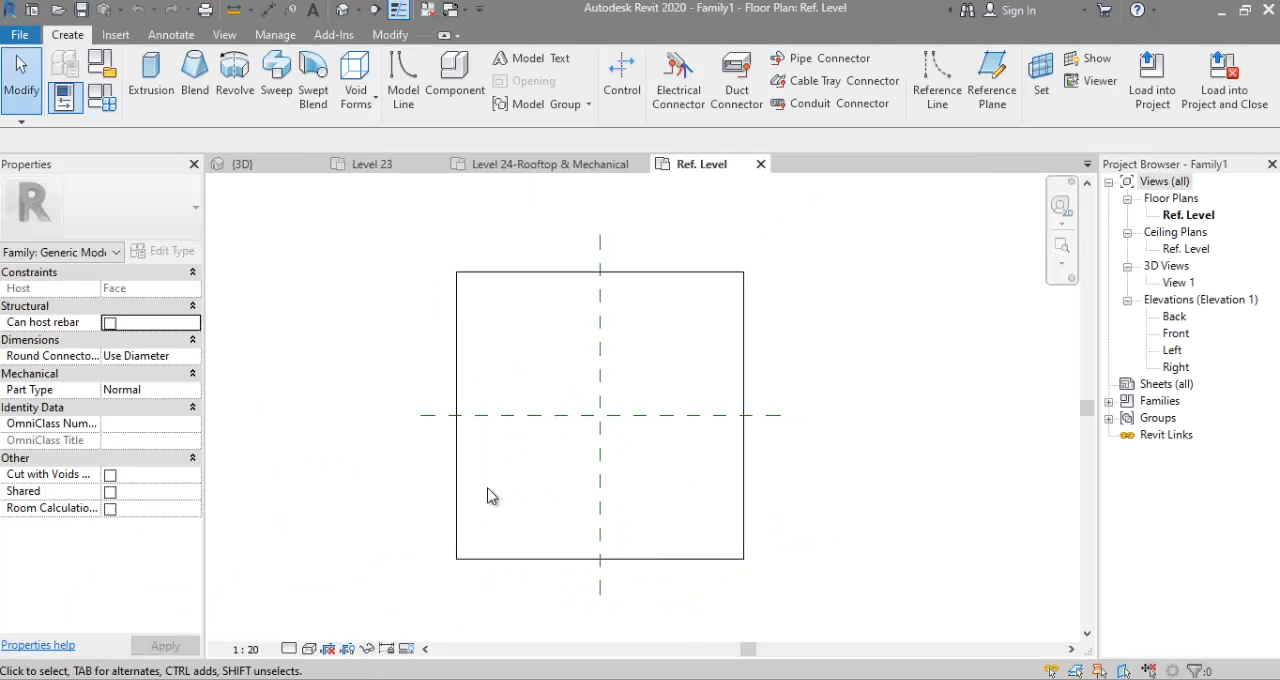 Autodesk Revit 2020 - Family1 - Floor Plan: Ref. Level
Sign In
File Create Insert Annotate View Manage Add-Ins Modify
Modify
Extrusion
Blend
Revolve
Sweep
Swept
Blend
Void
Forms
Model
Line
Component
Model Text
Opening
Model Group
Control
Electrical
Connector
Duct
Connector
Pipe Connector
Cable Tray Connector
Conduit Connector
Reference
Line
Reference
Plane
Set
Show
Viewer
Load into
Project
Load into
Project and Close
Properties
{3D}
Level 23
Level 24-Rooftop & Mechanical
Ref. Level
Project Browser - Family1
R
Family: Generic Mode
Edit Type
Constraints
Host Face
Structural
Can host rebar
Dimensions
Round Connecto... Use Diameter
Mechanical
Part Type Normal
Identity Data
OmniClass Num...
OmniClass Title
Other
Cut with Voids ...
Shared
Room Calculatio...
Properties help
Apply
Views (all)
Floor Plans
Ref. Level
Ceiling Plans
Ref. Level
3D Views
View 1
Elevations (Elevation 1)
Back
Front
Left
Right
Sheets (all)
Families
Groups
Revit Links
1 : 20
Click to select, TAB for alternates, CTRL adds, SHIFT unselects.
:0